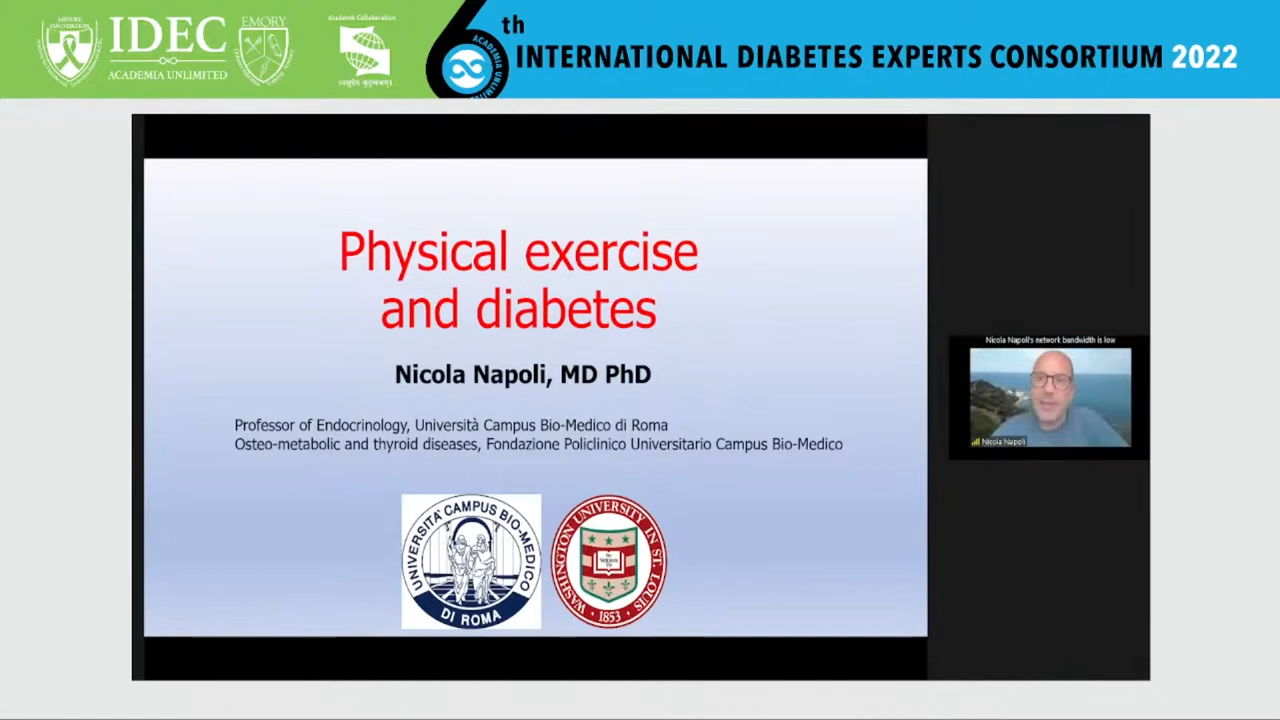 IDEC
ACADEMIA UNLIMITED
EMORY
Academic Collaboration
6th
INTERNATIONAL DIABETES EXPERTS CONSORTIUM 2022
ACADEMIA UNLIMITED
Physical exercise
and diabetes
Nicola Napoli, MD PhD
Professor of Endocrinology, Università Campus Bio-Medico di Roma
Osteo-metabolic and thyroid diseases, Fondazione Policlinico Universitario Campus Bio-Medico
UNIVERSITA' CAMPUS BIO-MEDICO
DI ROMA
WASHINGTON UNIVERSITY IN ST. LOUIS
1853
Nicola Napoli's network bandwidth is low
Nicola Napoli